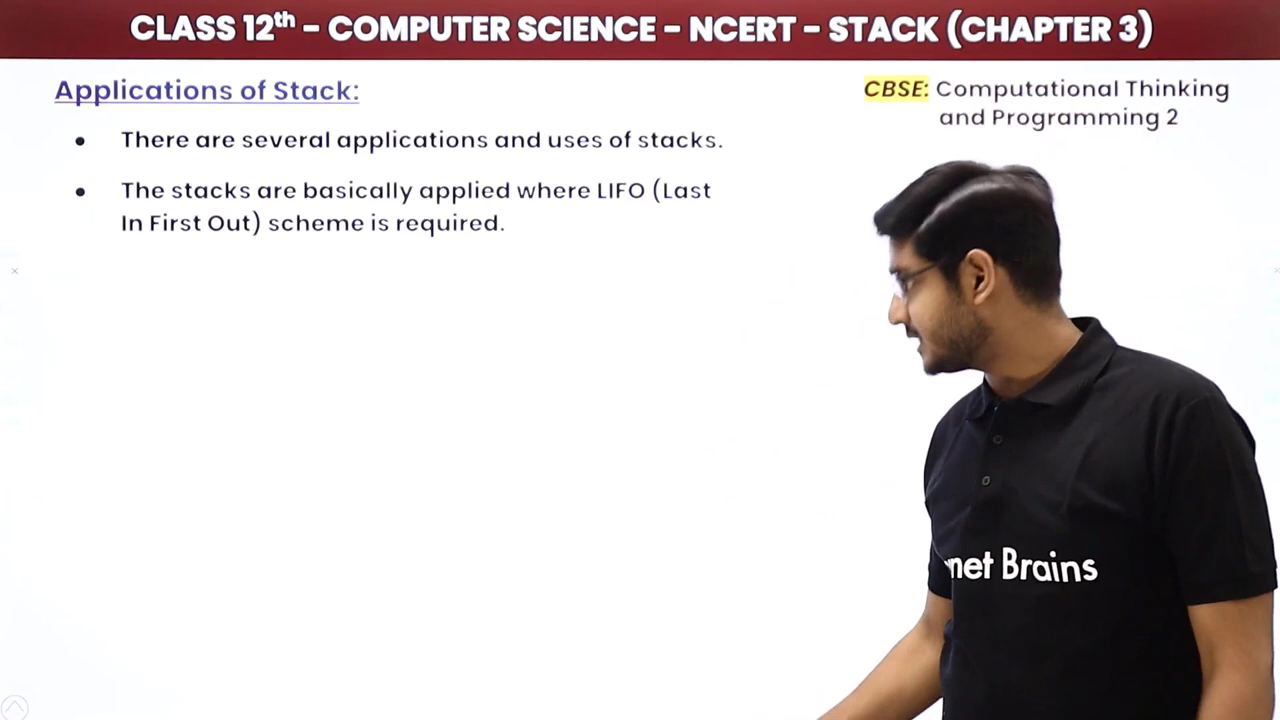 CLASS 12th – COMPUTER SCIENCE – NCERT – STACK (CHAPTER 3)
Applications of Stack:
CBSE: Computational Thinking
and Programming 2
• There are several applications and uses of stacks.
• The stacks are basically applied where LIFO (Last
In First Out) scheme is required.
net Brains